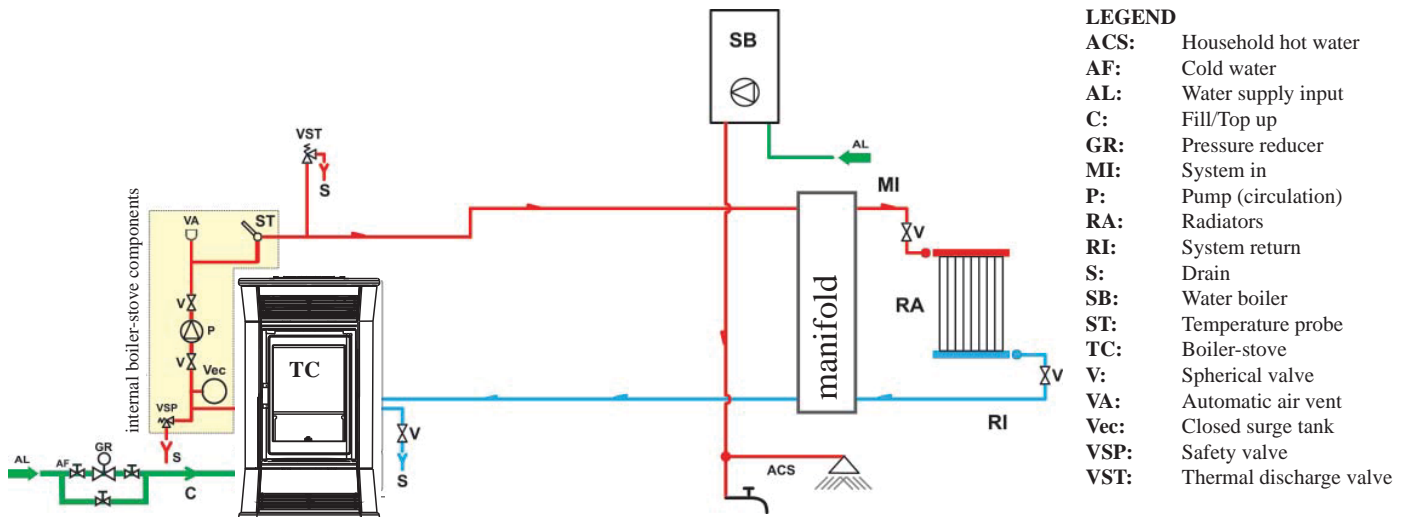 SB
AL
VST
S
MI
V
internal boiler-stove components
VA
ST
V
P
V
Vec
VSP
S
TC
manifold
RA
V
RI
V
S
AL
AF
GR
C
ACS
LEGEND
ACS: Household hot water
AF: Cold water
AL: Water supply input
C: Fill/Top up
GR: Pressure reducer
MI: System in
P: Pump (circulation)
RA: Radiators
RI: System return
S: Drain
SB: Water boiler
ST: Temperature probe
TC: Boiler-stove
V: Spherical valve
VA: Automatic air vent
Vec: Closed surge tank
VSP: Safety valve
VST: Thermal discharge valve